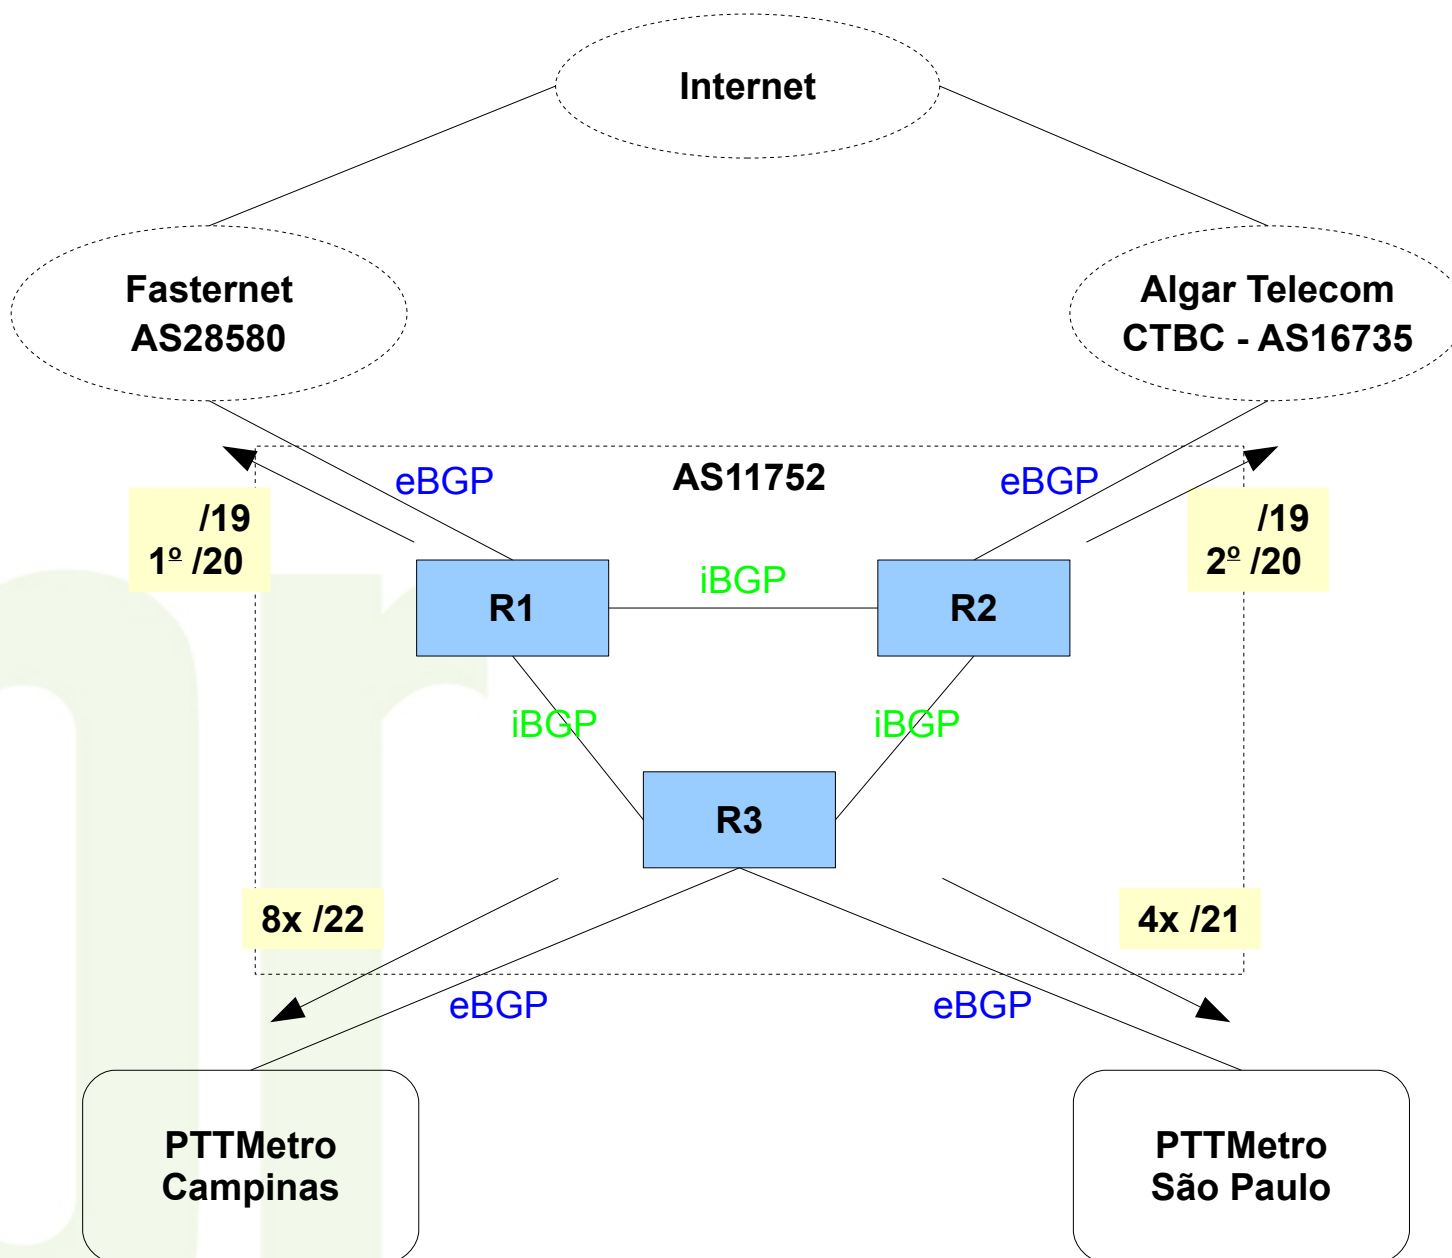 Internet
Fasternet
AS28580
Algar Telecom
CTBC - AS16735
eBGP
AS11752
eBGP
/19
1º /20
/19
2º /20
iBGP
R1
R2
iBGP
iBGP
R3
8x /22
4x /21
eBGP
eBGP
PTTMetro
Campinas
PTTMetro
São Paulo